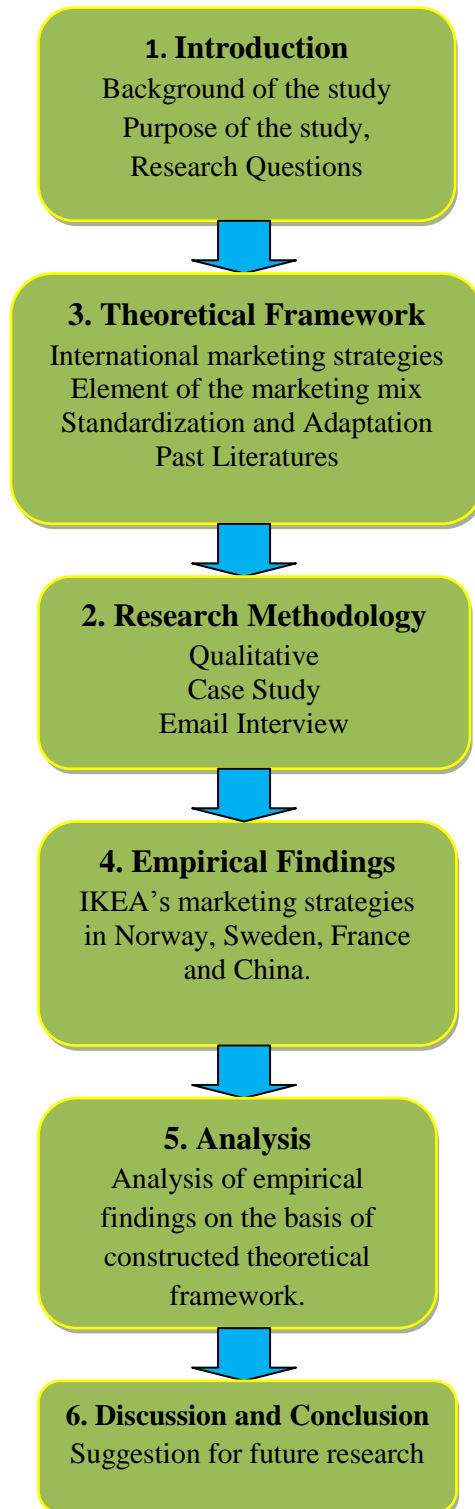 1. Introduction
Background of the study
Purpose of the study,
Research Questions
3. Theoretical Framework
International marketing strategies
Element of the marketing mix
Standardization and Adaptation
Past Literatures
2. Research Methodology
Qualitative
Case Study
Email Interview
4. Empirical Findings
IKEA’s marketing strategies
in Norway, Sweden, France
and China.
5. Analysis
Analysis of empirical
findings on the basis of
constructed theoretical
framework.
6. Discussion and Conclusion
Suggestion for future research